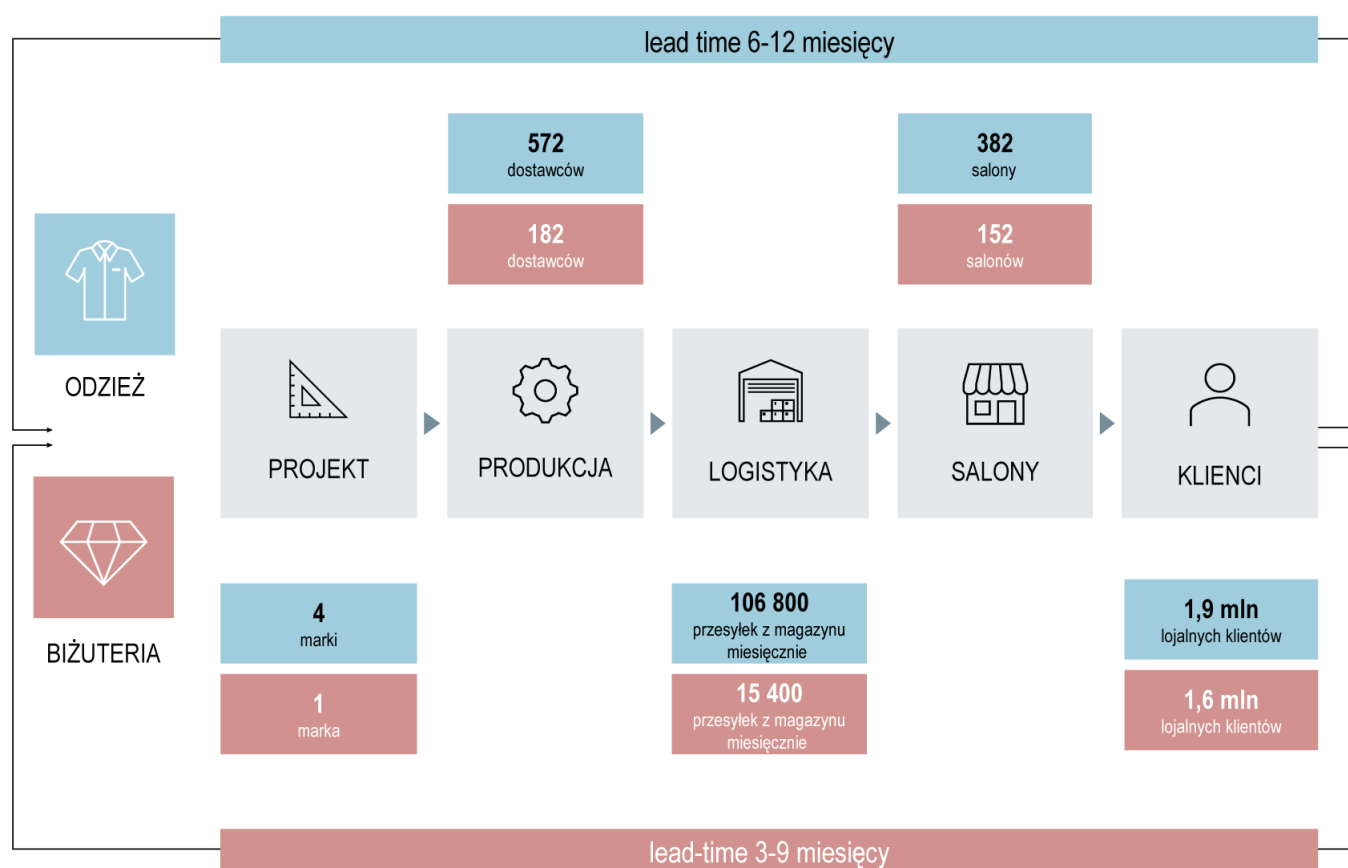 lead time 6-12 miesięcy
572
dostawców
382
salony
182
dostawców
152
salonów
ODZIEŻ
PROJEKT
PRODUKCJA
LOGISTYKA
SALONY
KLIENCI
BIŻUTERIA
4
marki
106 800
przesyłek z magazynu
miesięcznie
1,9 mln
lojalnych klientów
1
marka
15 400
przesyłek z magazynu
miesięcznie
1,6 mln
lojalnych klientów
lead-time 3-9 miesięcy